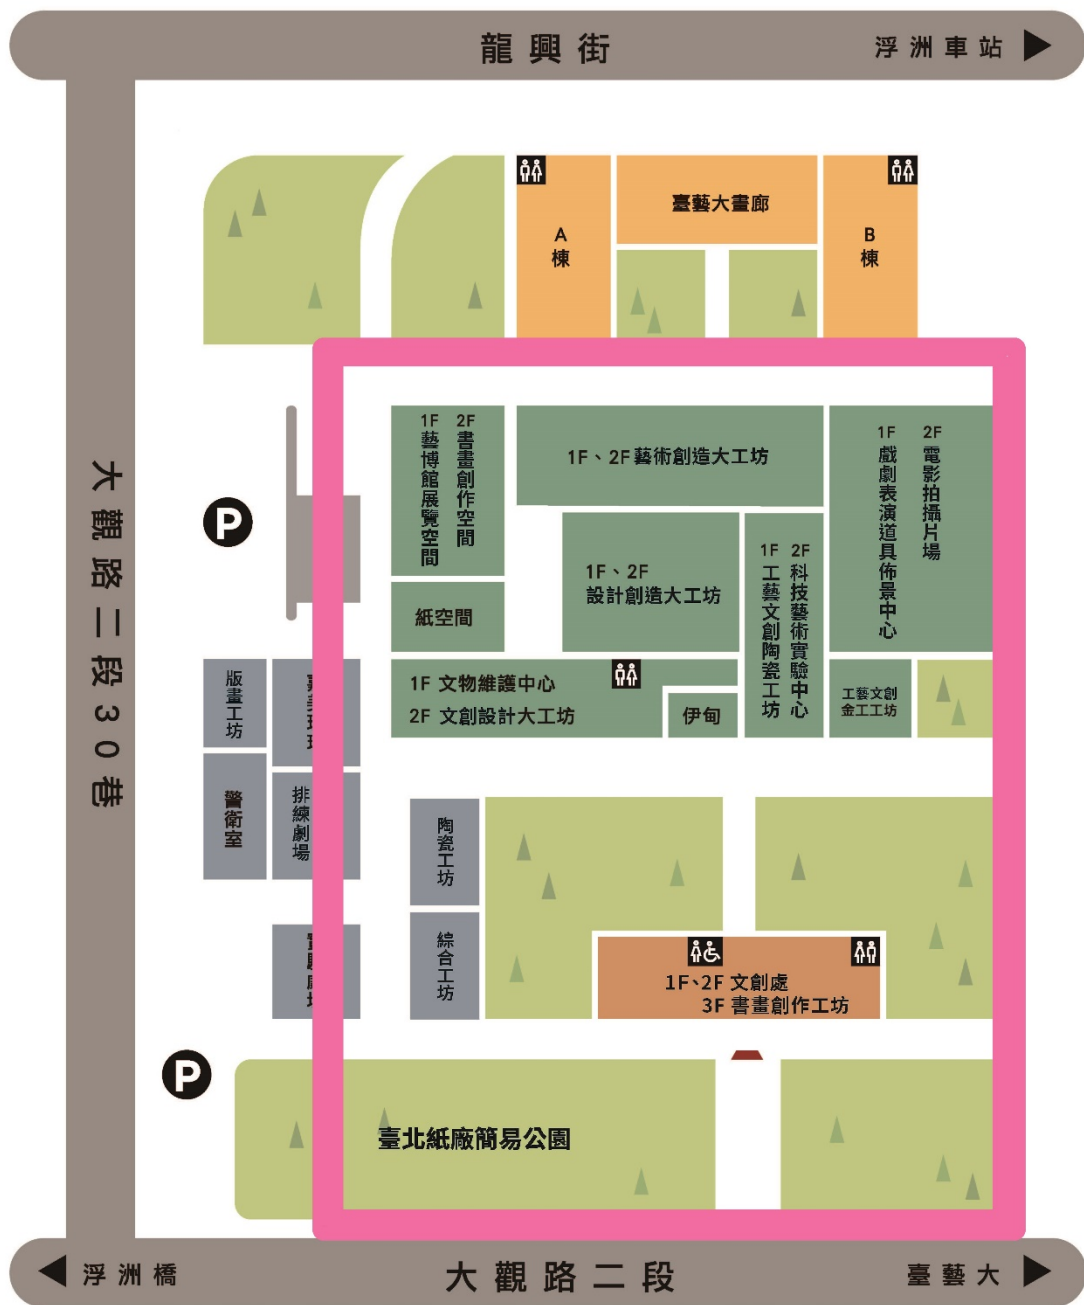 龍興街
浮洲車站
A棟
臺藝大畫廊
B棟
大觀路二段30巷
P
1F 藝博館展覽空間
2F 書畫創作空間
1F、2F 藝術創造大工坊
1F 戲劇表演道具佈景中心
2F 電影拍攝片場
1F、2F
設計創造大工坊
1F 工藝文創陶瓷工坊
2F 科技藝術實驗中心
紙空間
1F 文物維護中心
2F 文創設計大工坊
伊甸
工藝文創
金工工坊
版畫工坊
警衛室
排練劇場
陶瓷工坊
綜合工坊
1F、2F 文創處
3F 書畫創作工坊
P
臺北紙廠簡易公園
浮洲橋
大觀路二段
臺藝大